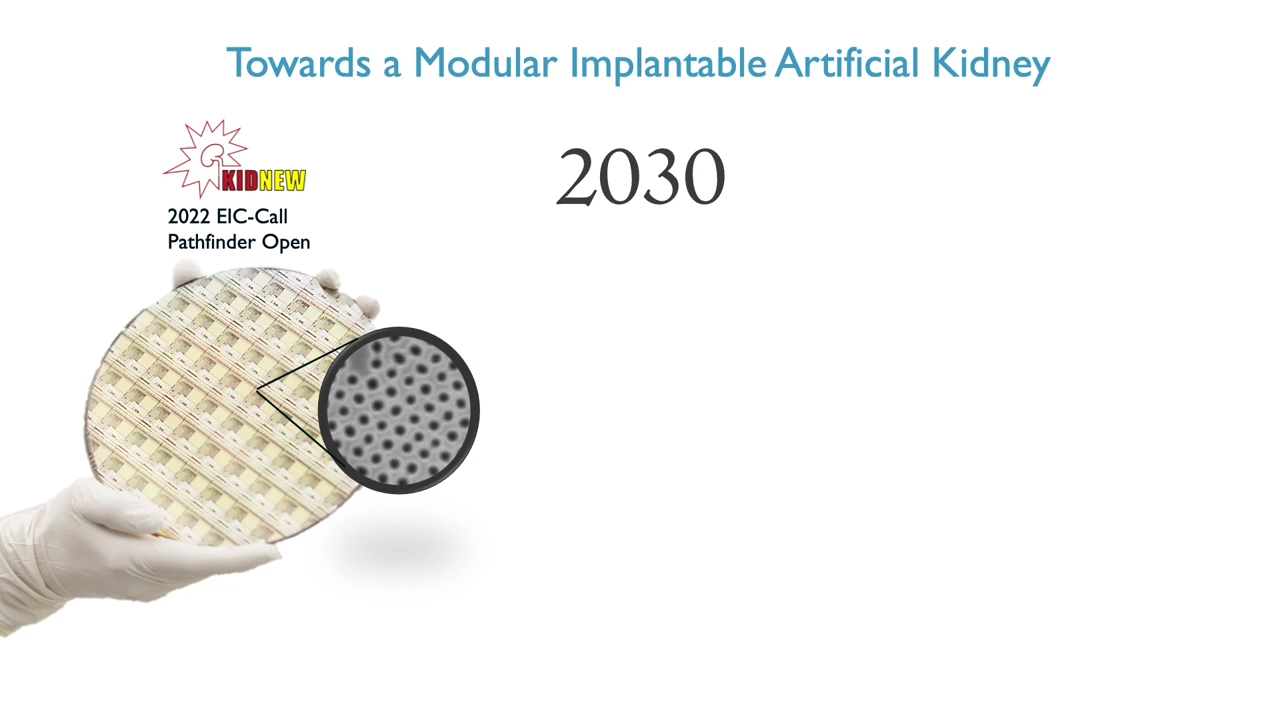 Towards a Modular Implantable Artificial Kidney
KIDNEW
2030
2022 EIC-Call
Pathfinder Open